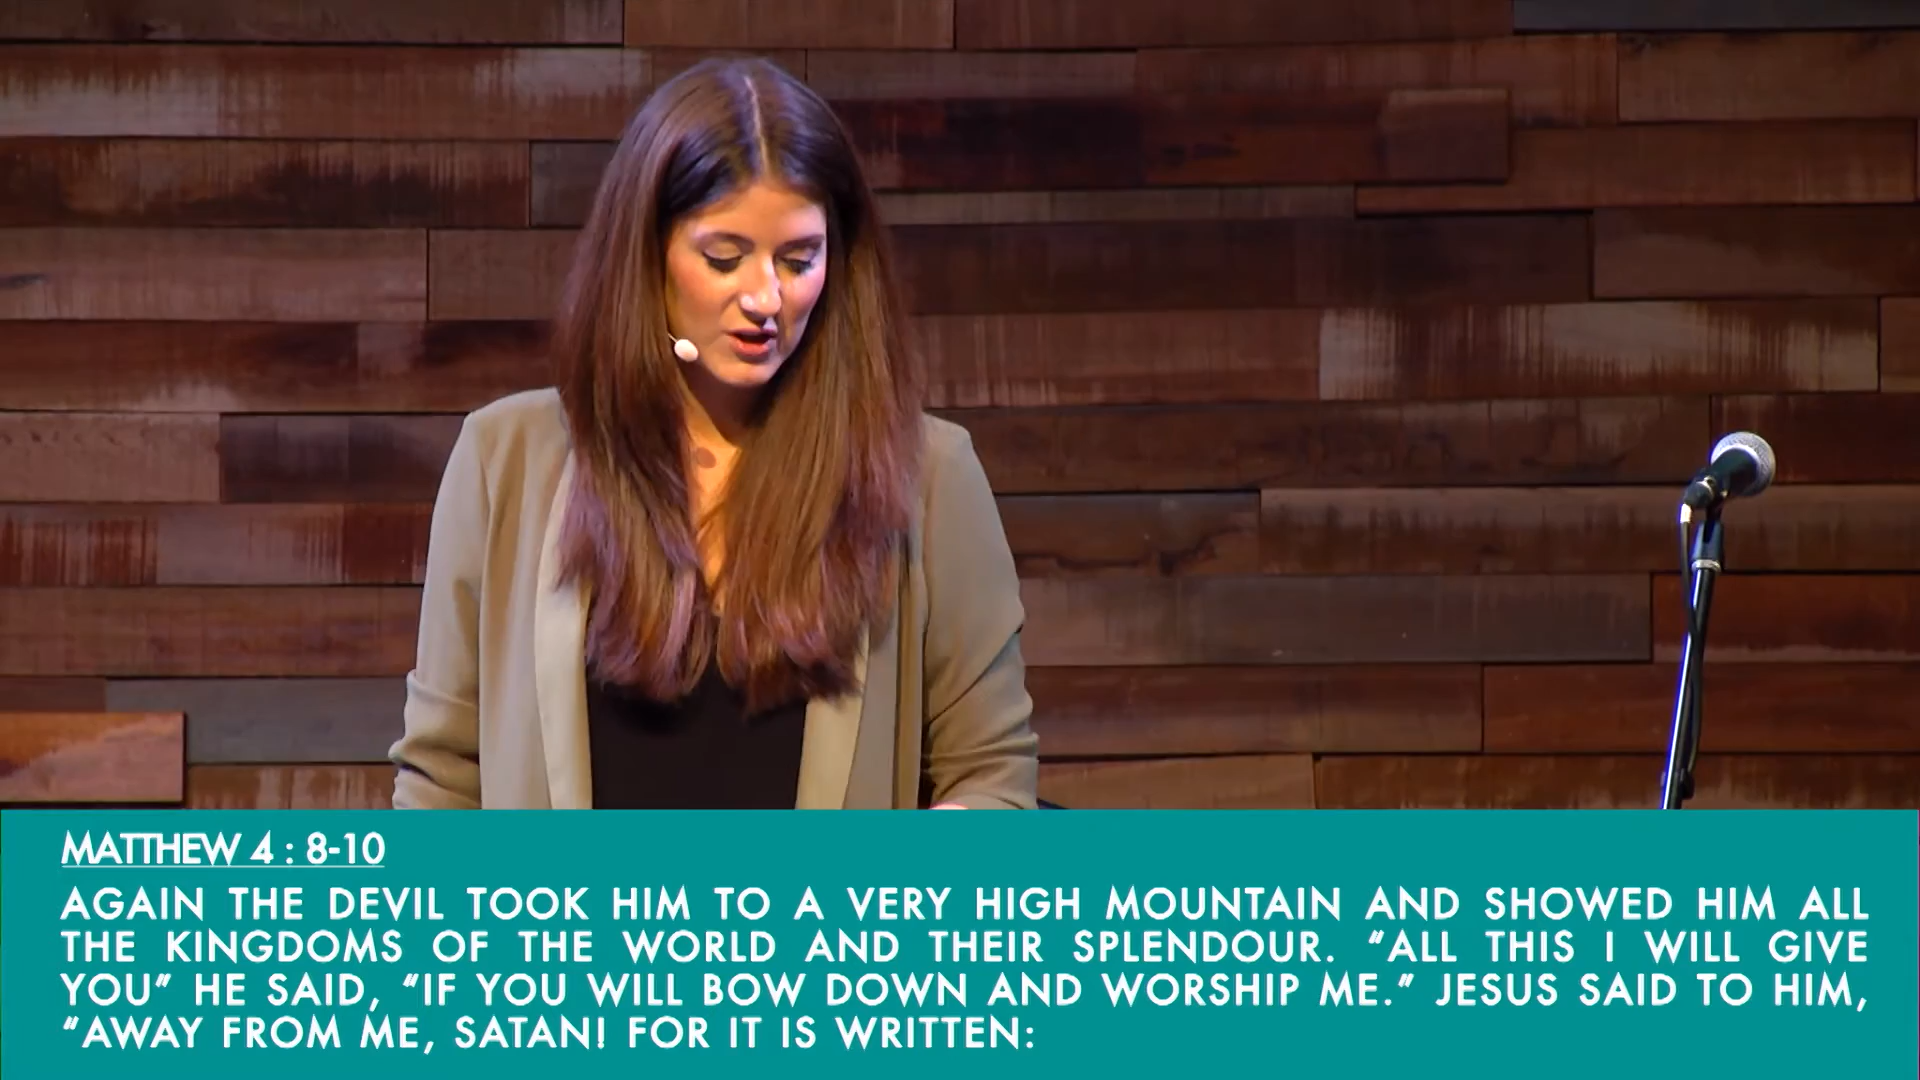 MATTHEW 4 : 8-10
AGAIN THE DEVIL TOOK HIM TO A VERY HIGH MOUNTAIN AND SHOWED HIM ALL
THE KINGDOMS OF THE WORLD AND THEIR SPLENDOUR. “ALL THIS I WILL GIVE
YOU” HE SAID, “IF YOU WILL BOW DOWN AND WORSHIP ME.” JESUS SAID TO HIM,
“AWAY FROM ME, SATAN! FOR IT IS WRITTEN: